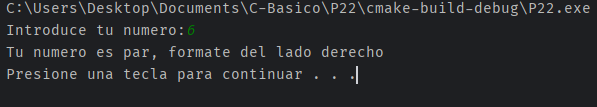 C:\Users\Desktop\Documents\C-Basico\P22\cmake-build-debug\P22.exe
Introduce tu numero:6
Tu numero es par, formate del lado derecho
Presione una tecla para continuar . . .